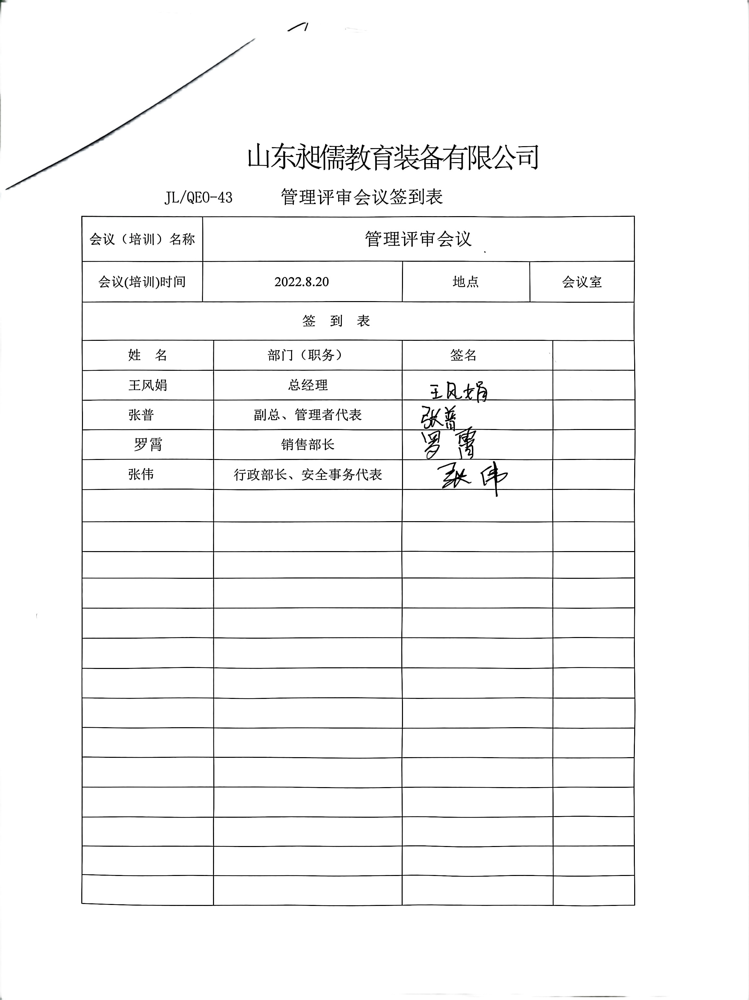 山东昶儒教育装备有限公司
JL/QEO-43 管理评审会议签到表
会议（培训）名称 管理评审会议
会议(培训)时间 2022.8.20 地点 会议室
签 到 表
姓 名 部门（职务） 签名
王风娟 总经理 王风娟
张普 副总、管理者代表 张普
罗霄 销售部长 罗霄
张伟 行政部长、安全事务代表 张伟